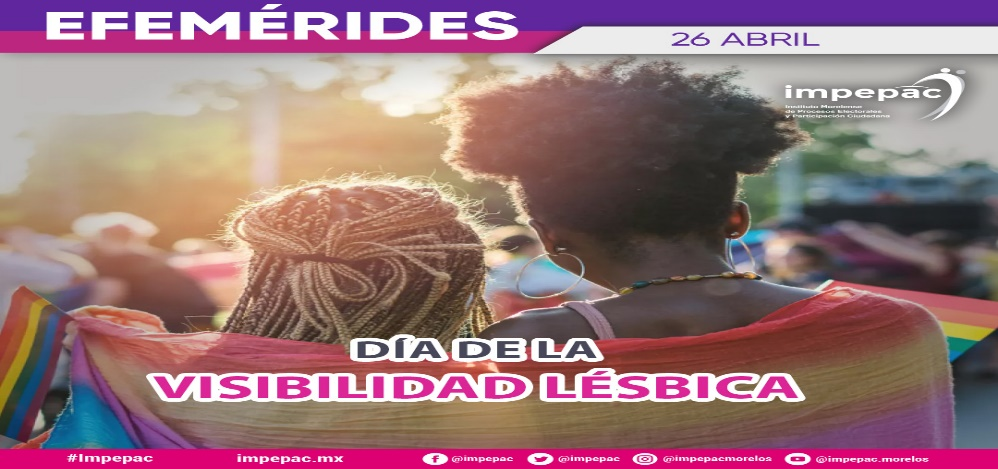 EFEMÉRIDES
26 ABRIL
impepac
Instituto Morelense
de Procesos Electorales
y Participación Ciudadana
DÍA DE LA
VISIBILIDAD LÉSBICA
#Impepac
impepac.mx
@impepac
@impepac
@impepacmorelos
@impepac.morelos